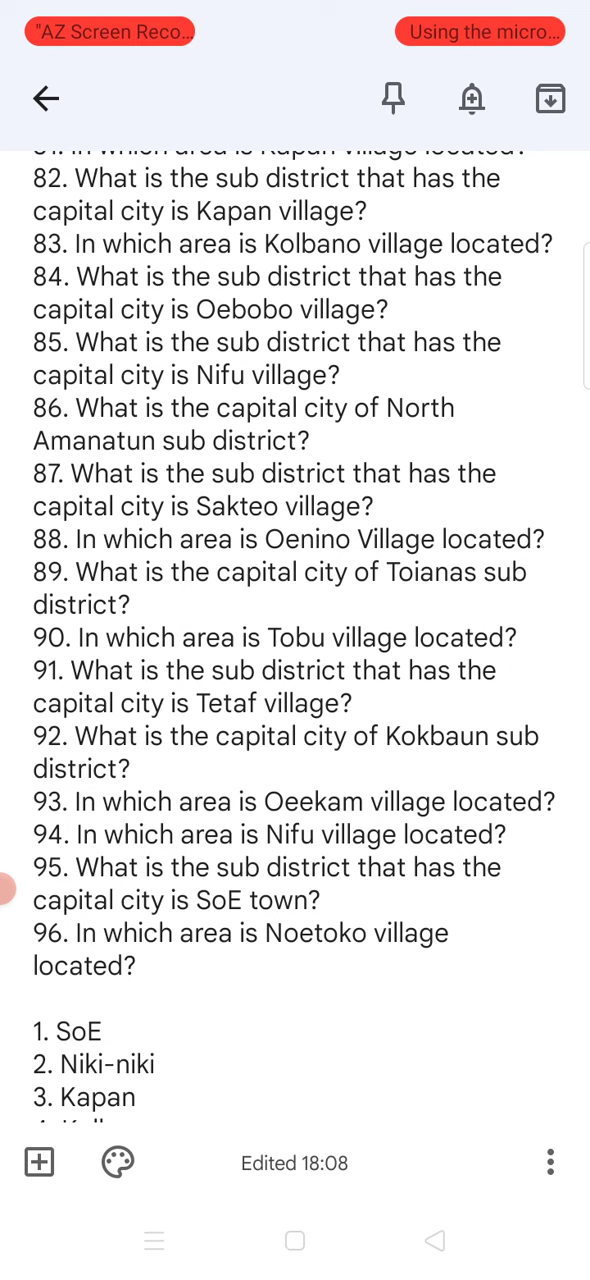 "AZ Screen Reco...
Using the micro...
82. What is the sub district that has the
capital city is Kapan village?
83. In which area is Kolbano village located?
84. What is the sub district that has the
capital city is Oebobo village?
85. What is the sub district that has the
capital city is Nifu village?
86. What is the capital city of North
Amanatun sub district?
87. What is the sub district that has the
capital city is Sakteo village?
88. In which area is Oenino Village located?
89. What is the capital city of Toianas sub
district?
90. In which area is Tobu village located?
91. What is the sub district that has the
capital city is Tetaf village?
92. What is the capital city of Kokbaun sub
district?
93. In which area is Oeekam village located?
94. In which area is Nifu village located?
95. What is the sub district that has the
capital city is SoE town?
96. In which area is Noetoko village
located?
1. SoE
2. Niki-niki
3. Kapan
Edited 18:08